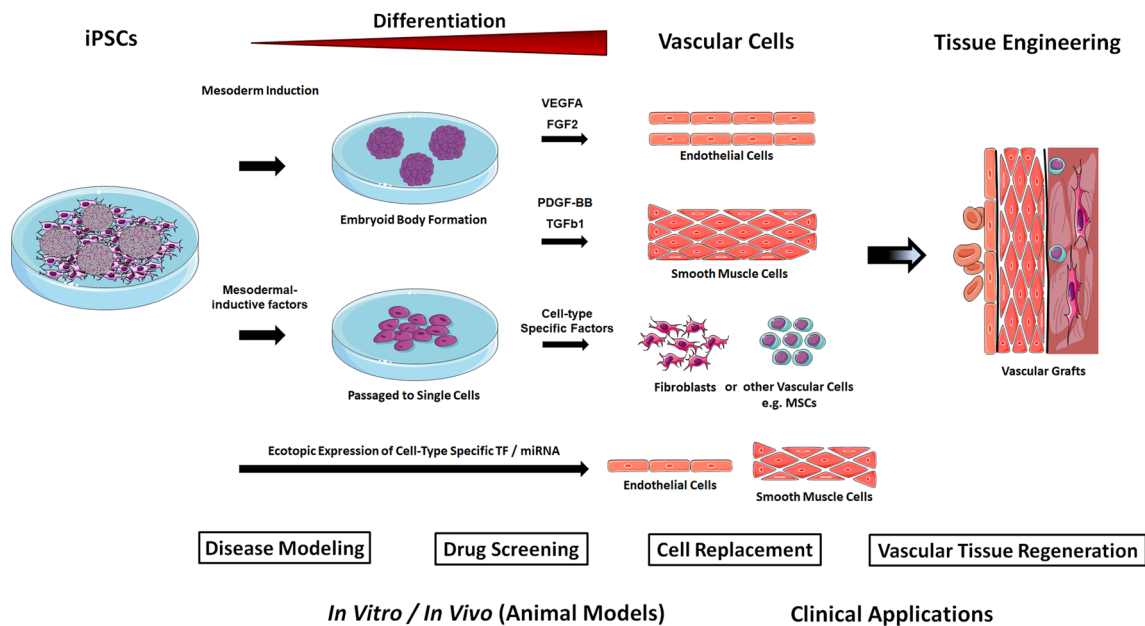 iPSCs
Differentiation
Vascular Cells
Tissue Engineering
Mesoderm Induction
VEGFA
FGF2
Endothelial Cells
Embryoid Body Formation
PDGF-BB
TGFb1
Smooth Muscle Cells
Mesodermal-
inductive factors
Cell-type
Specific Factors
Passaged to Single Cells
Fibroblasts or other Vascular Cells
e.g. MSCs
Vascular Grafts
Ecotopic Expression of Cell-Type Specific TF / miRNA
Endothelial Cells
Smooth Muscle Cells
Disease Modeling
Drug Screening
Cell Replacement
Vascular Tissue Regeneration
In Vitro / In Vivo (Animal Models)
Clinical Applications